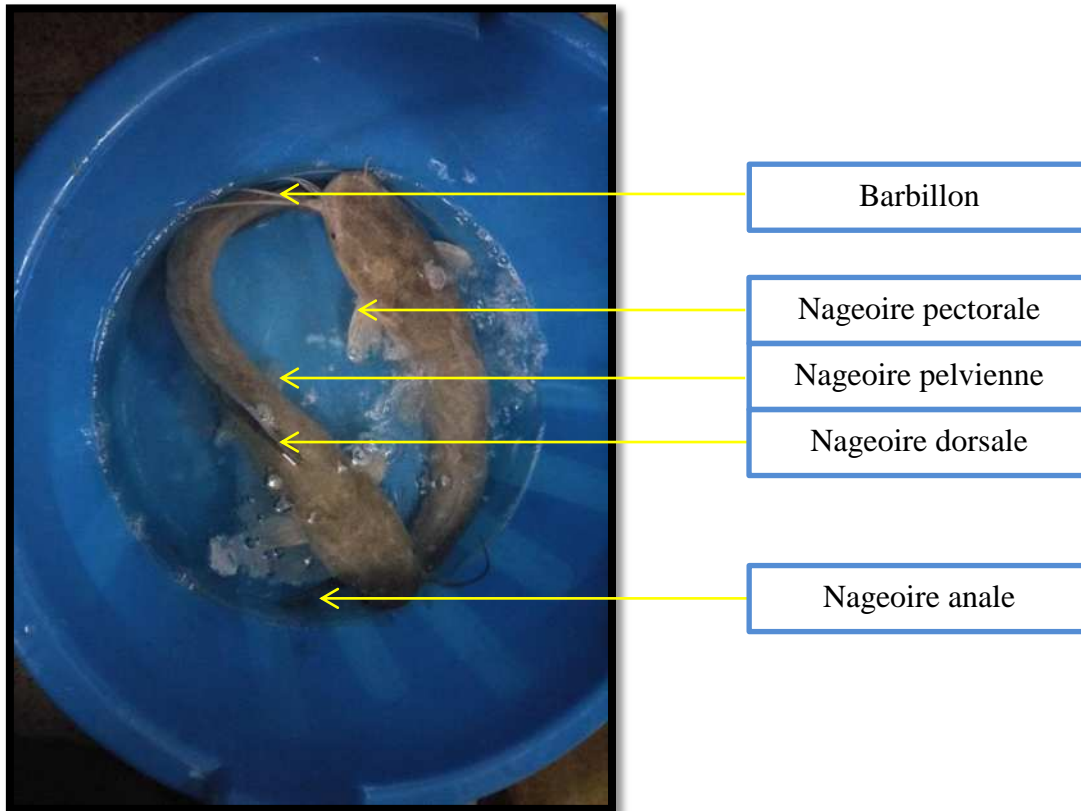 Barbillon
Nageoire pectorale
Nageoire pelvienne
Nageoire dorsale
Nageoire anale